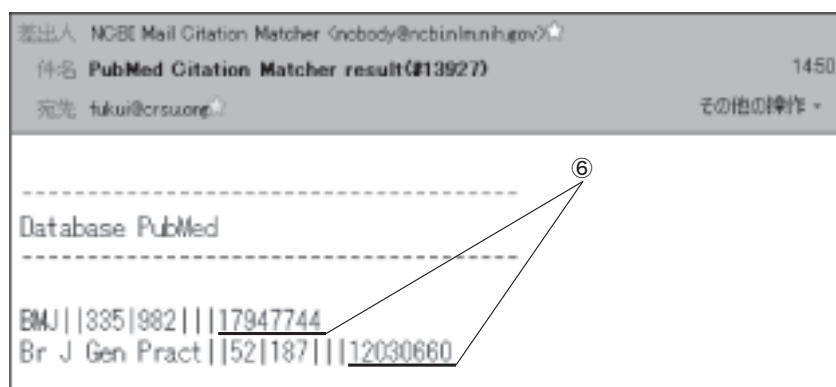 差出人 NCBI Mail Citation Matcher <nobody@ncbi.nlm.nih.gov>
件名 PubMed Citation Matcher result(#13927) 14:50
宛先 fukui@crsu.org その他の操作
⑥
Database PubMed
BMJ||335|982|||17947744
Br J Gen Pract||52|187|||12030660